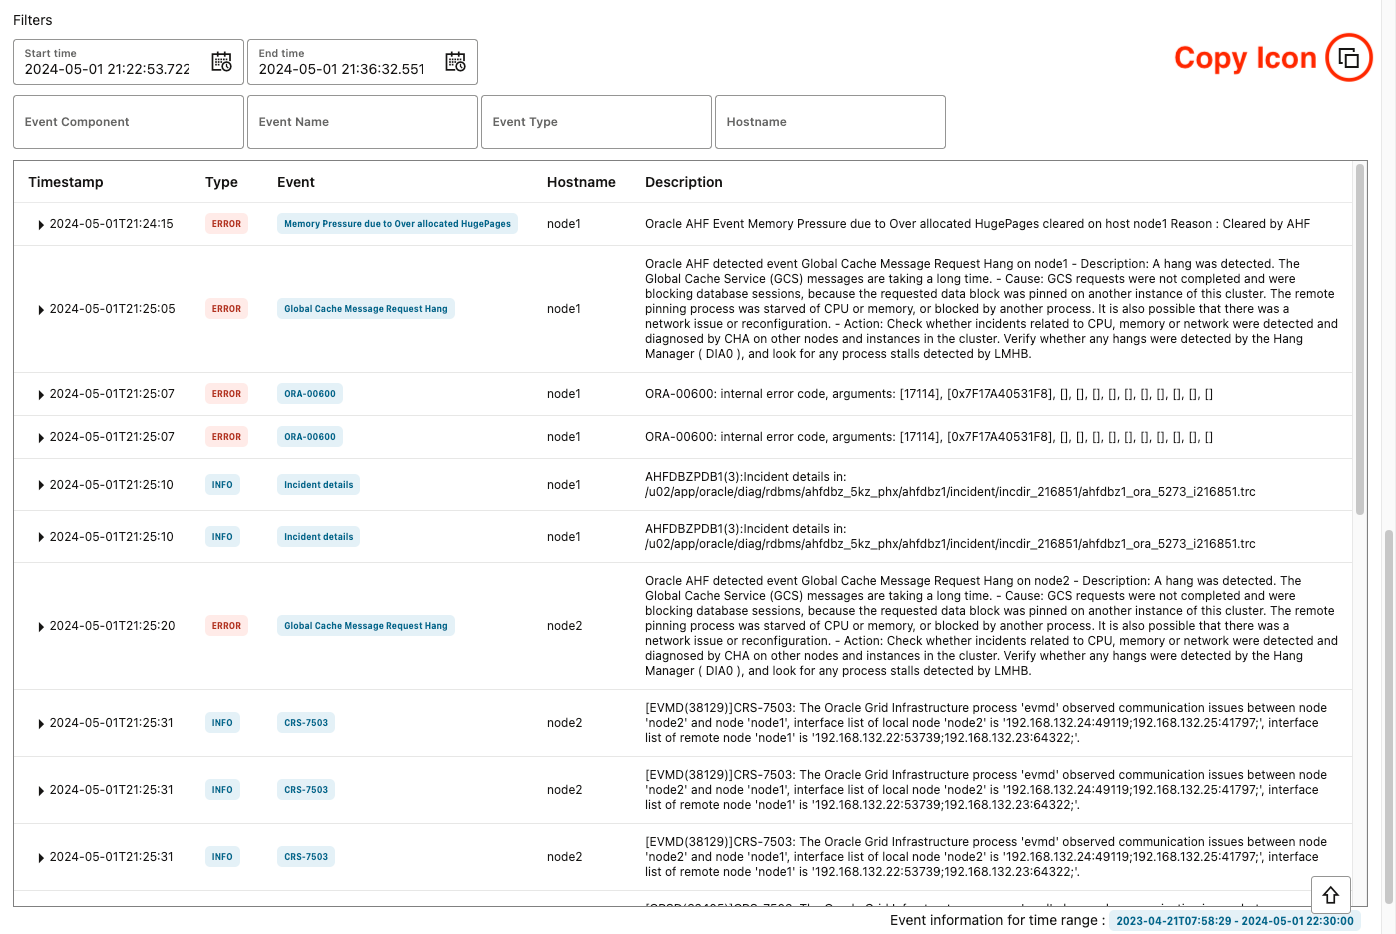 Filters
Start time
2024-05-01 21:22:53.722
End time
2024-05-01 21:36:32.551
Copy Icon
Event Component
Event Name
Event Type
Hostname
Timestamp Type Event Hostname Description
2024-05-01T21:24:15 ERROR Memory Pressure due to Over allocated HugePages node1 Oracle AHF Event Memory Pressure due to Over allocated HugePages cleared on host node1 Reason : Cleared by AHF
2024-05-01T21:25:05 ERROR Global Cache Message Request Hang node1
Oracle AHF detected event Global Cache Message Request Hang on node1 - Description: A hang was detected. The
Global Cache Service (GCS) messages are taking a long time. - Cause: GCS requests were not completed and were
blocking database sessions, because the requested data block was pinned on another instance of this cluster. The remote
pinning process was starved of CPU or memory, or blocked by another process. It is also possible that there was a
network issue or reconfiguration. - Action: Check whether incidents related to CPU, memory or network were detected and
diagnosed by CHA on other nodes and instances in the cluster. Verify whether any hangs were detected by the Hang
Manager ( DIA0 ), and look for any process stalls detected by LMHB.
2024-05-01T21:25:07 ERROR ORA-00600 node1 ORA-00600: internal error code, arguments: [17114], [0x7F17A40531F8], [], [], [], [], [], [], [], [], [], []
2024-05-01T21:25:07 ERROR ORA-00600 node1 ORA-00600: internal error code, arguments: [17114], [0x7F17A40531F8], [], [], [], [], [], [], [], [], [], []
2024-05-01T21:25:10 INFO Incident details node1
AHFDBZPDB1(3):Incident details in:
/u02/app/oracle/diag/rdbms/ahfdbz_5kz_phx/ahfdbz1/incident/incdir_216851/ahfdbz1_ora_5273_i216851.trc
2024-05-01T21:25:10 INFO Incident details node1
AHFDBZPDB1(3):Incident details in:
/u02/app/oracle/diag/rdbms/ahfdbz_5kz_phx/ahfdbz1/incident/incdir_216851/ahfdbz1_ora_5273_i216851.trc
2024-05-01T21:25:20 ERROR Global Cache Message Request Hang node2
Oracle AHF detected event Global Cache Message Request Hang on node2 - Description: A hang was detected. The
Global Cache Service (GCS) messages are taking a long time. - Cause: GCS requests were not completed and were
blocking database sessions, because the requested data block was pinned on another instance of this cluster. The remote
pinning process was starved of CPU or memory, or blocked by another process. It is also possible that there was a
network issue or reconfiguration. - Action: Check whether incidents related to CPU, memory or network were detected and
diagnosed by CHA on other nodes and instances in the cluster. Verify whether any hangs were detected by the Hang
Manager ( DIA0 ), and look for any process stalls detected by LMHB.
2024-05-01T21:25:31 INFO CRS-7503 node2
[EVMD(38129)]CRS-7503: The Oracle Grid Infrastructure process 'evmd' observed communication issues between node
'node2' and node 'node1', interface list of local node 'node2' is '192.168.132.24:49119;192.168.132.25:41797;', interface
list of remote node 'node1' is '192.168.132.22:53739;192.168.132.23:64322;'.
2024-05-01T21:25:31 INFO CRS-7503 node2
[EVMD(38129)]CRS-7503: The Oracle Grid Infrastructure process 'evmd' observed communication issues between node
'node2' and node 'node1', interface list of local node 'node2' is '192.168.132.24:49119;192.168.132.25:41797;', interface
list of remote node 'node1' is '192.168.132.22:53739;192.168.132.23:64322;'.
2024-05-01T21:25:31 INFO CRS-7503 node2
[EVMD(38129)]CRS-7503: The Oracle Grid Infrastructure process 'evmd' observed communication issues between node
'node2' and node 'node1', interface list of local node 'node2' is '192.168.132.24:49119;192.168.132.25:41797;', interface
list of remote node 'node1' is '192.168.132.22:53739;192.168.132.23:64322;'.
Event information for time range : 2023-04-21T07:58:29 - 2024-05-01 22:30:00